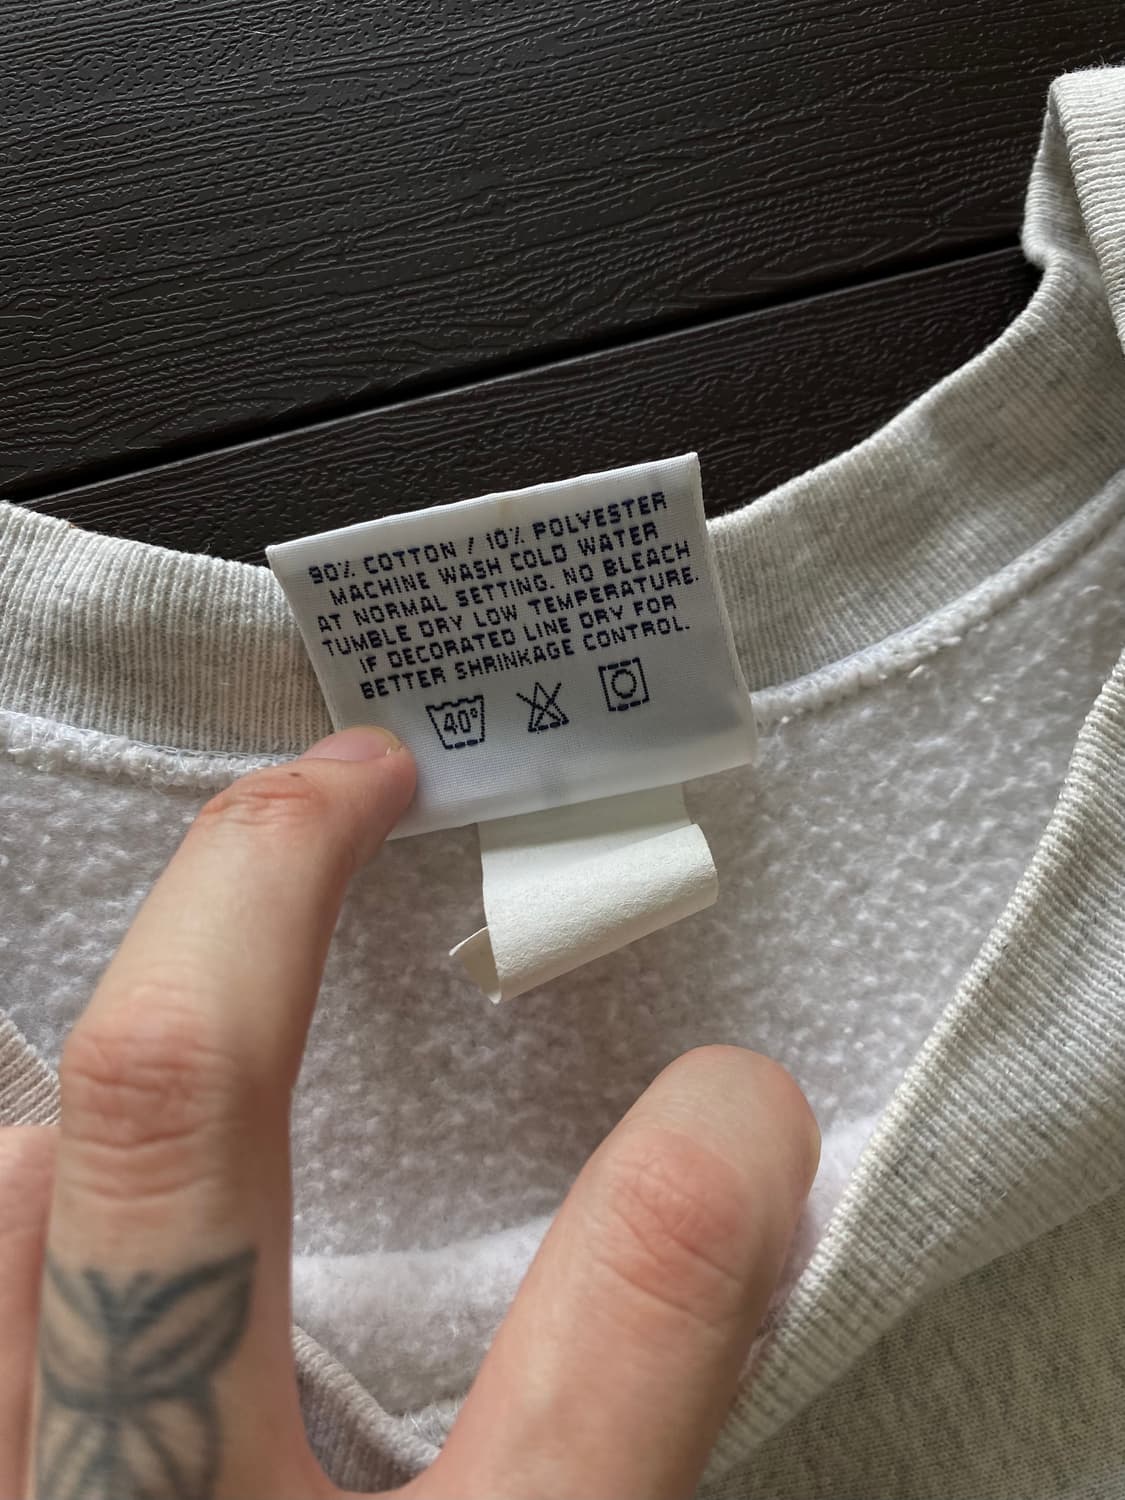 90% COTTON / 10% POLYESTER
MACHINE WASH COLD WATER
AT NORMAL SETTING. NO BLEACH
TUMBLE DRY LOW TEMPERATURE.
IF DECORATED LINE DRY FOR
BETTER SHRINKAGE CONTROL.
40°